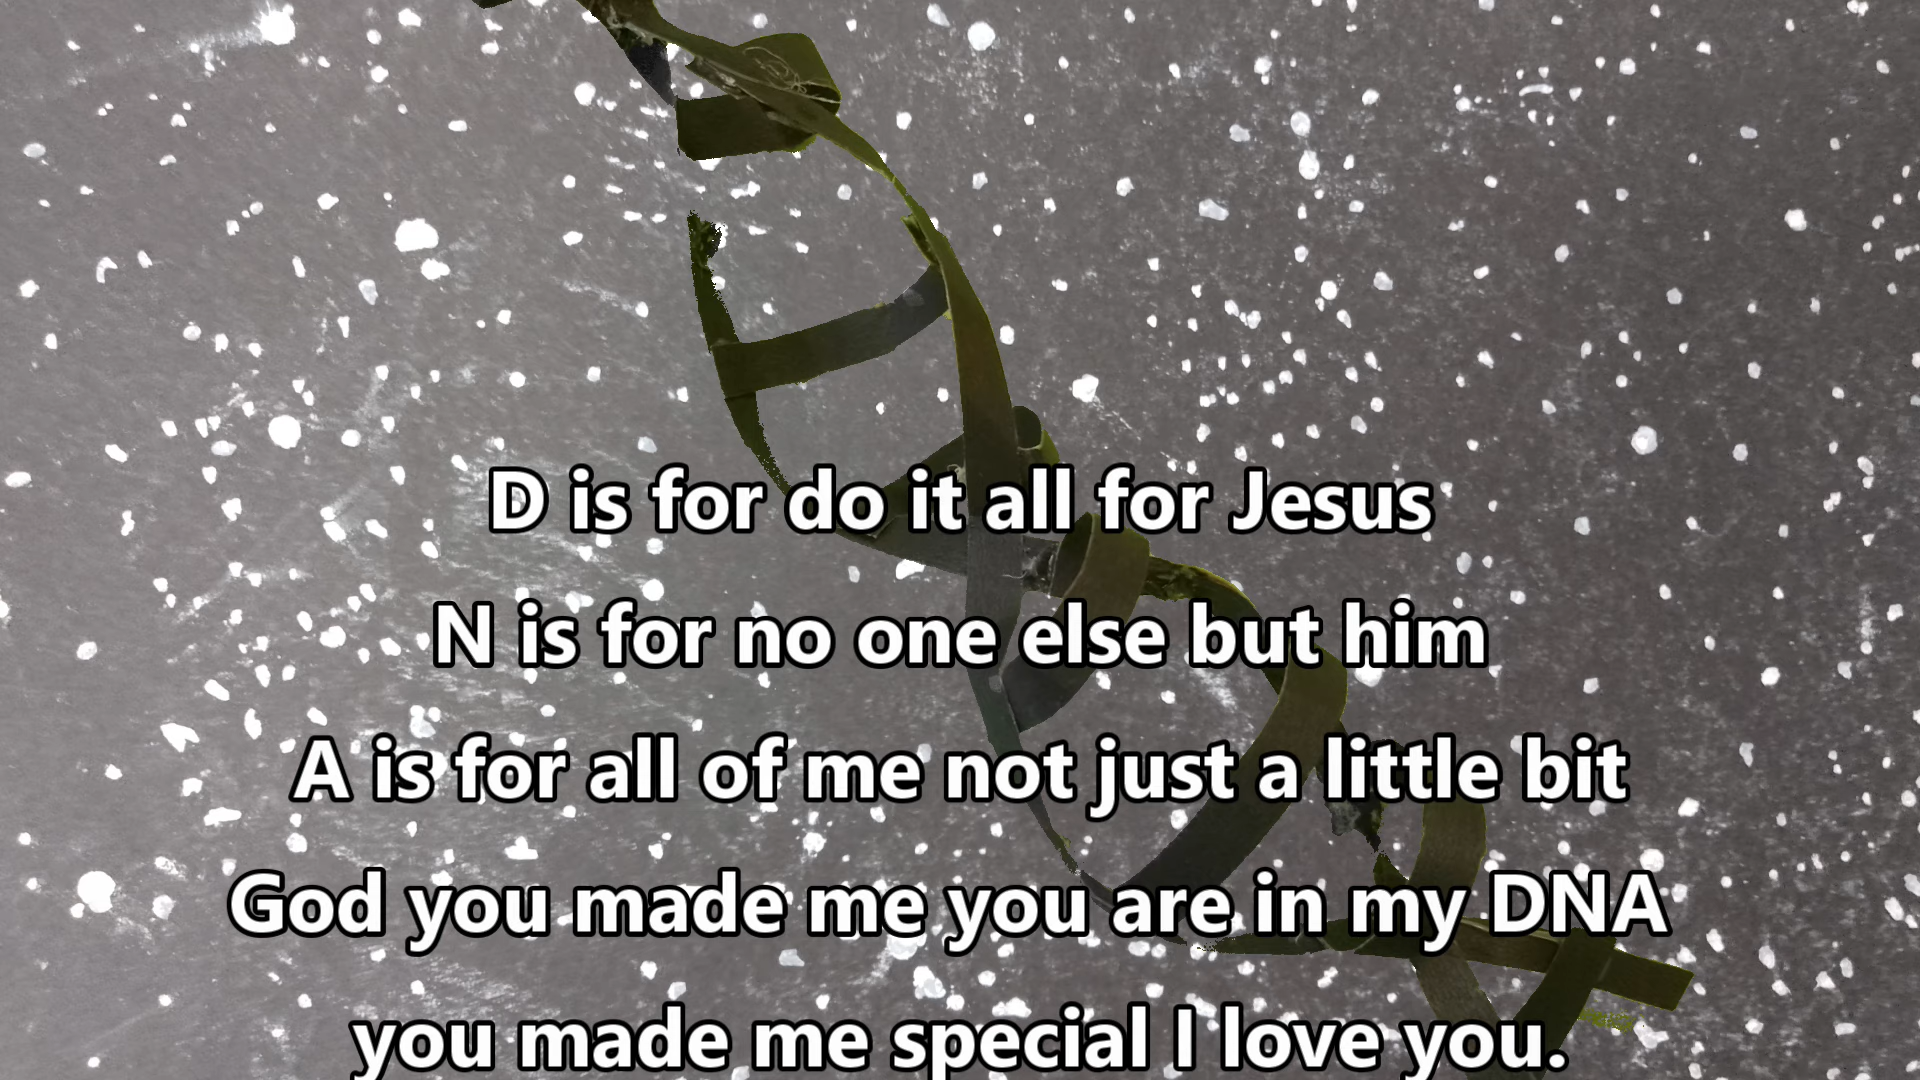 D is for do it all for Jesus
N is for no one else but him
A is for all of me not just a little bit
God you made me you are in my DNA
you made me special I love you.